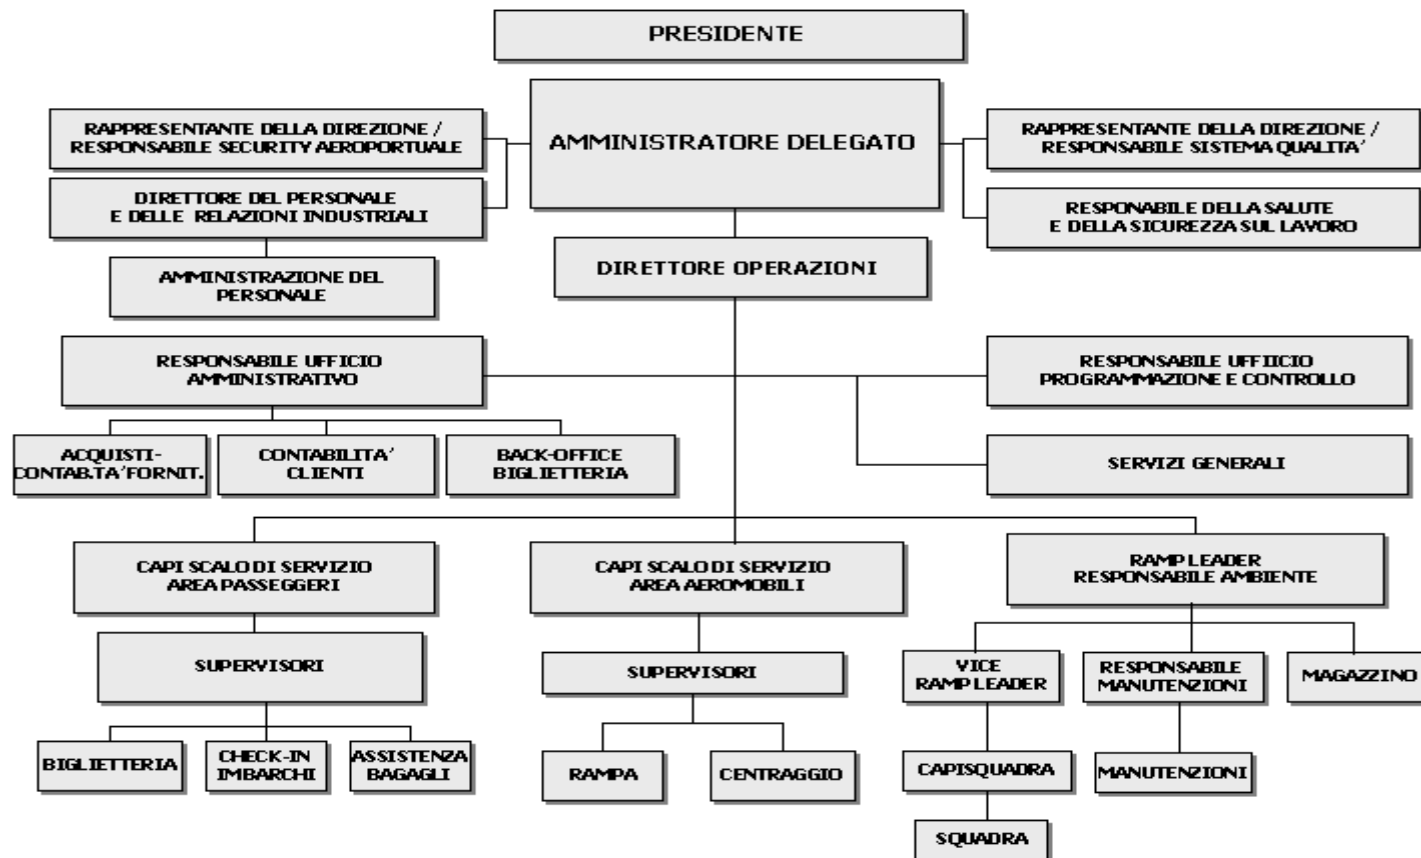 PRESIDENTE
AMMINISTRATORE DELEGATO
RAPPRESENTANTE DELLA DIREZIONE /
RESPONSABILE SECURITY AEROPORTUALE
RAPPRESENTANTE DELLA DIREZIONE /
RESPONSABILE SISTEMA QUALITA'
DIRETTORE DEL PERSONALE
E DELLE RELAZIONI INDUSTRIALI
RESPONABILE DELLA SALUTE
E DELLA SICUREZZA SUL LAVORO
AMMINISTRAZIONE DEL
PERSONALE
DIRETTORE OPERAZIONI
RESPONSABILE UFFICIO
AMMINISTRATIVO
RESPONSABILE UFFIICIO
PROGRAMMAZIONE E CONTROLLO
ACQUISTI-
CONTAB.TA'FORNIT.
CONTABILITA'
CLIENTI
BACK-OFFICE
BIGLIETTERIA
SERVIZI GENERALI
CAPI SCALO DI SERVIZIO
AREA PASSEGGERI
CAPI SCALO DI SERVIZIO
AREA AEROMOBILI
RAMP LEADER
RESPONSABILE AMBIENTE
SUPERVISORI
SUPERVISORI
VICE
RAMP LEADER
RESPONSABILE
MANUTENZIONI
MAGAZZINO
BIGLIETTERIA
CHECK-IN
IMBARCHI
ASSISTENZA
BAGAGLI
RAMPA
CENTRAGGIO
CAPISQUADRA
MANUTENZIONI
SQUADRA